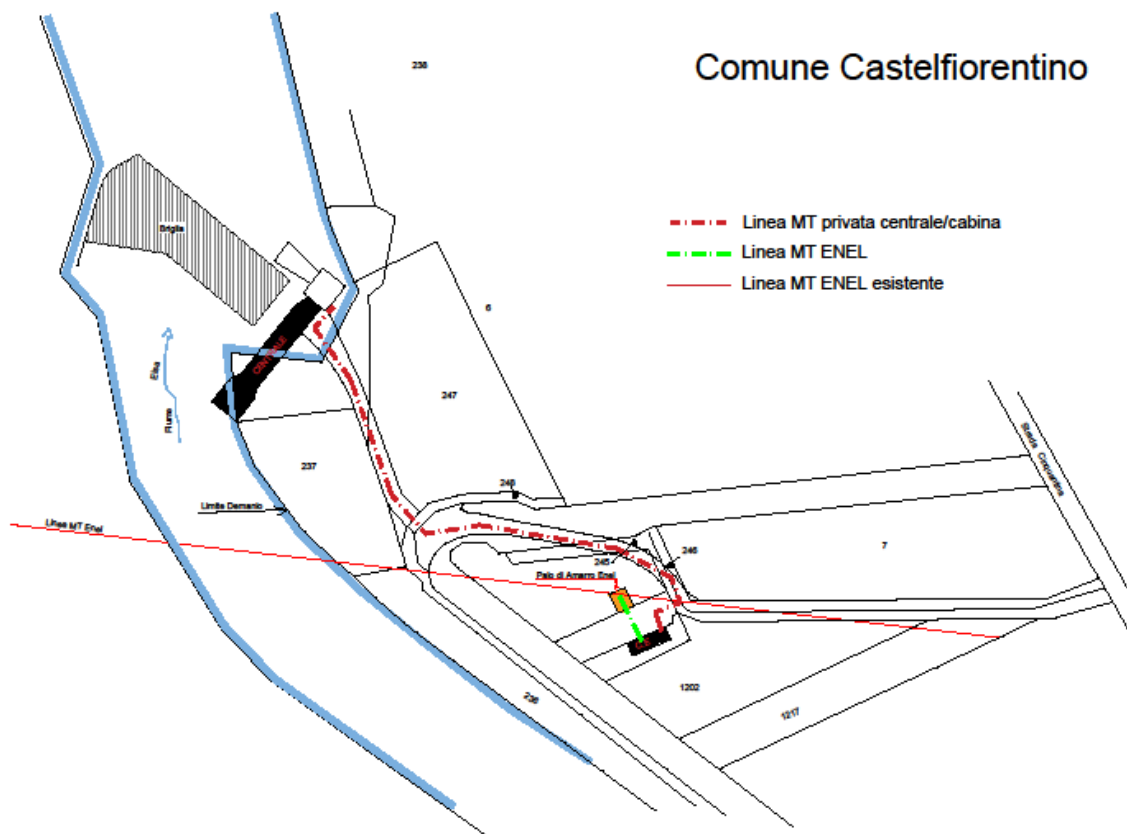 238
Comune Castelfiorentino
Linea MT privata centrale/cabina
Linea MT ENEL
Linea MT ENEL esistente
Briglia
6
CENTRALE
Elsa
Fiume
247
Strada Cinquantina
237
248
Limite Demanio
Linea MT Enel
7
246
245
Palo di Amarro Enel
1202
236
1217